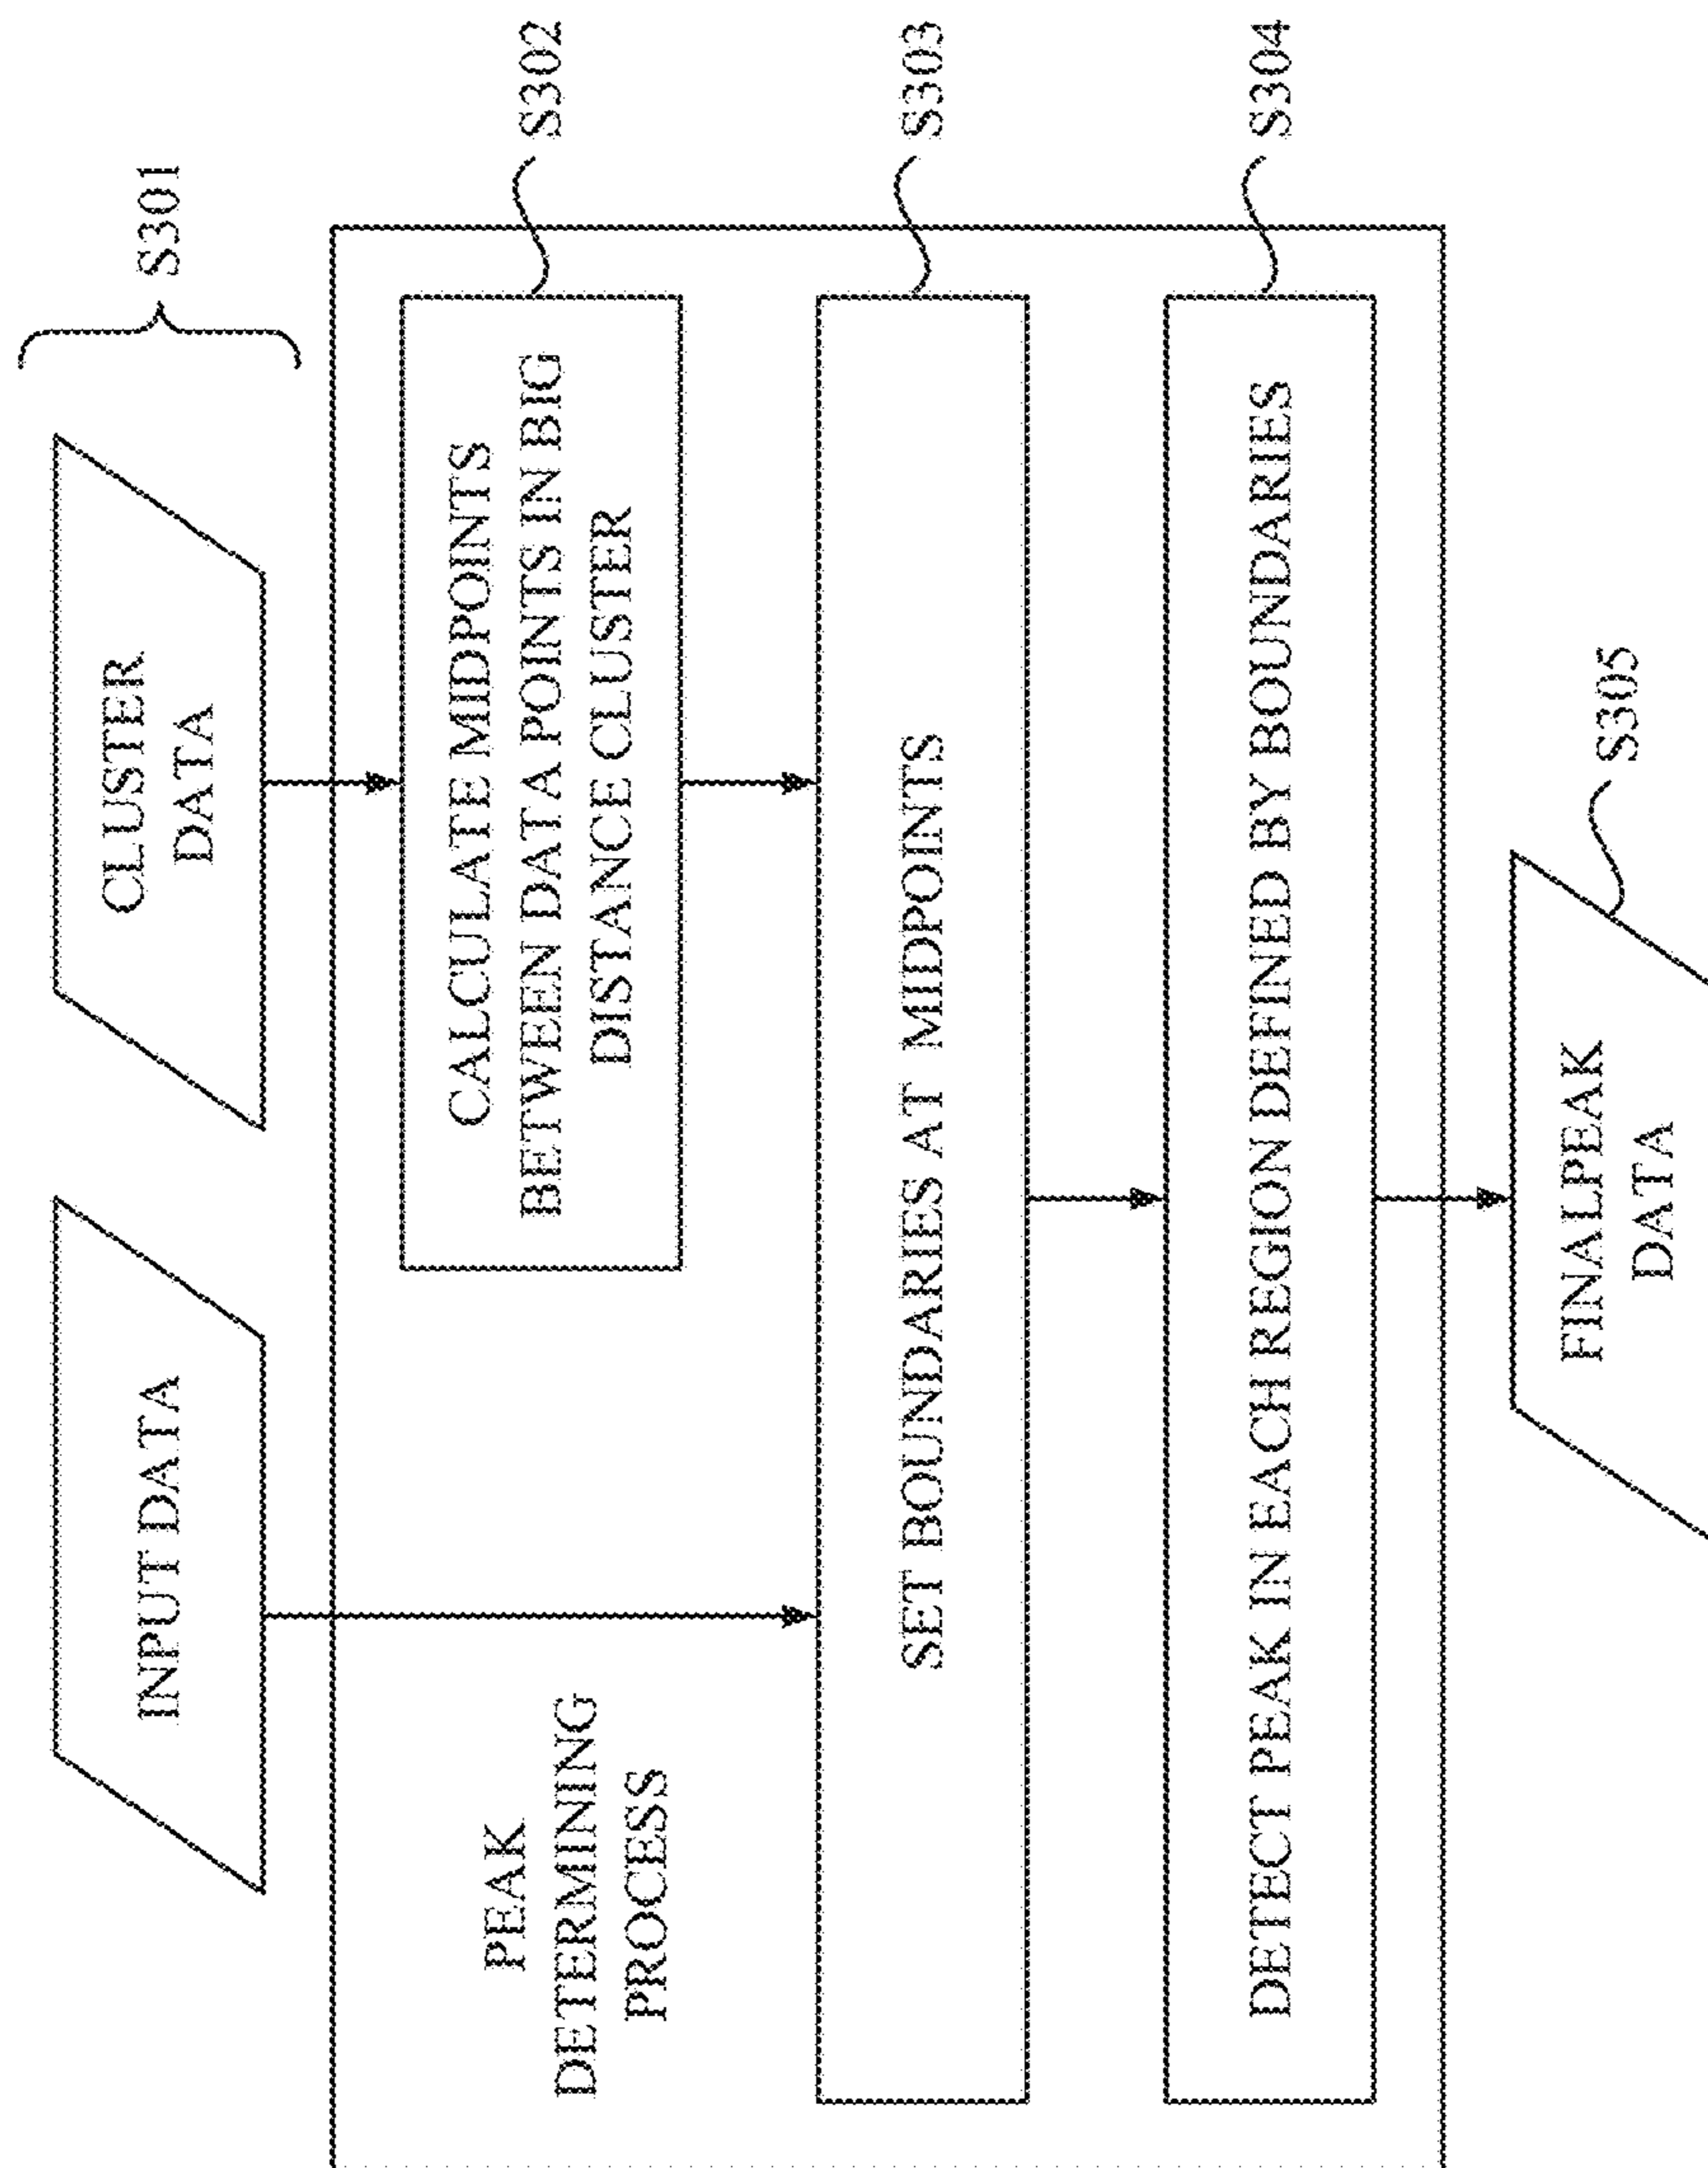 INPUT DATA
CLUSTER
DATA
S301
PEAK
DETERMINING
PROCESS
CALCULATE MIDPOINTS
BETWEEN DATA POINTS IN BIG
DISTANCE CLUSTER
S302
SET BOUNDARIES AT MIDPOINTS
S303
DETECT PEAK IN EACH REGION DEFINED BY BOUNDARIES
S304
FINALPEAK
DATA
S305